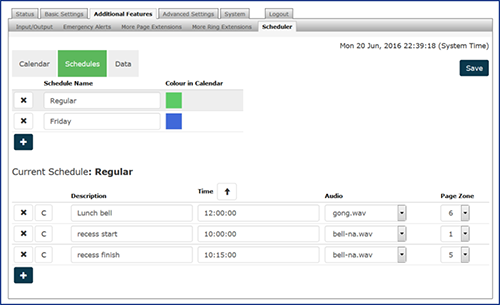 Status Basic Settings Additional Features Advanced Settings System Logout
Input/Output Emergency Alerts More Page Extensions More Ring Extensions Scheduler
Mon 20 Jun, 2016 22:39:18 (System Time)
Calendar Schedules Data
Save
Schedule Name Colour in Calendar
Regular
Friday
Current Schedule: Regular
Description Time Audio Page Zone
C Lunch bell 12:00:00 gong.wav 6
C recess start 10:00:00 bell-na.wav 1
C recess finish 10:15:00 bell-na.wav 5